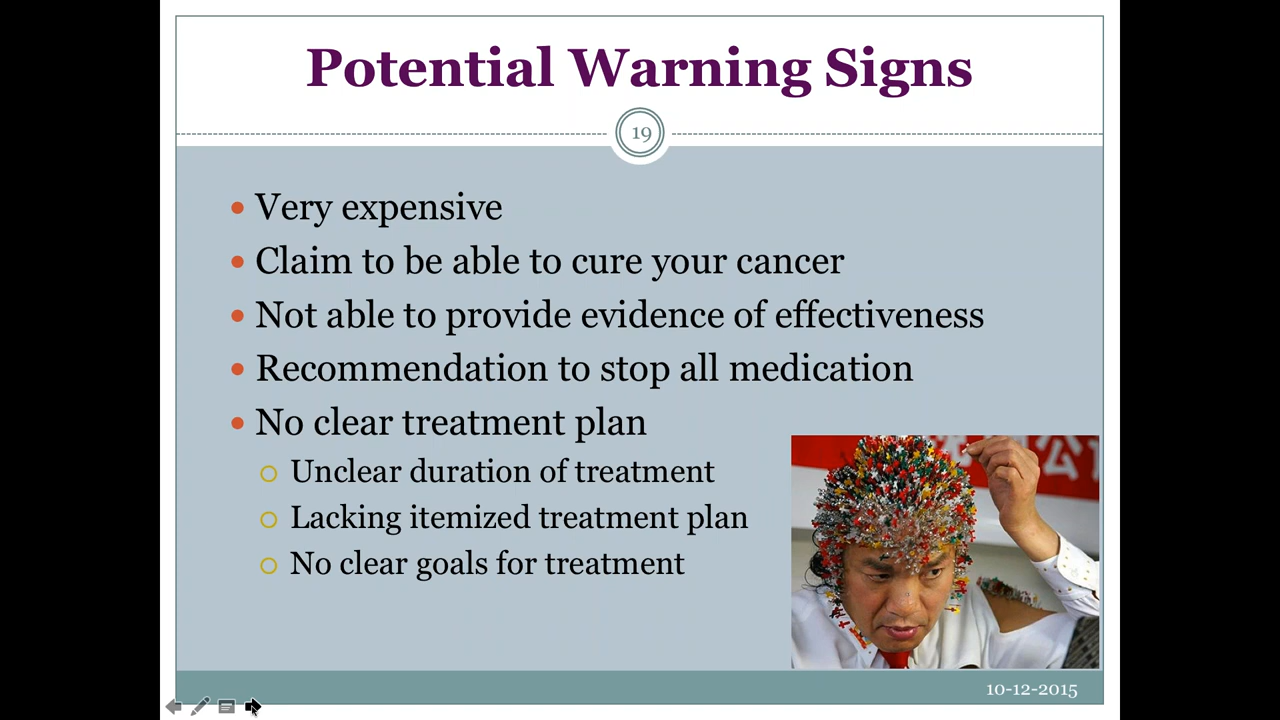 Potential Warning Signs
19
Very expensive
Claim to be able to cure your cancer
Not able to provide evidence of effectiveness
Recommendation to stop all medication
No clear treatment plan
Unclear duration of treatment
Lacking itemized treatment plan
No clear goals for treatment
10-12-2015